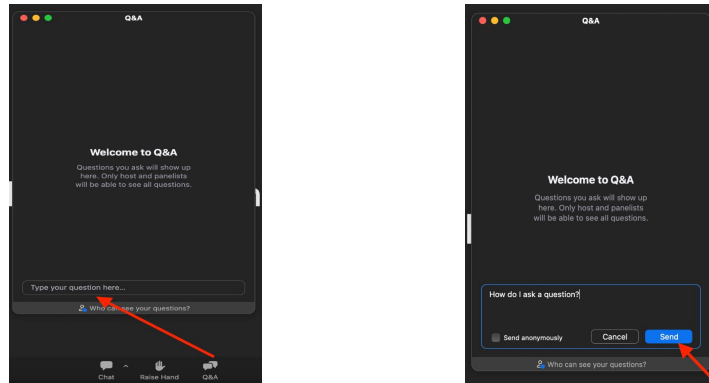 Q&A
Welcome to Q&A
Questions you ask will show up
here. Only host and panelists
will be able to see all questions.
Type your question here...
Who can see your questions?
Chat
Raise Hand
Q&A
Q&A
Welcome to Q&A
Questions you ask will show up
here. Only host and panelists
will be able to see all questions.
How do I ask a question?
Send anonymously
Cancel
Send
Who can see your questions?